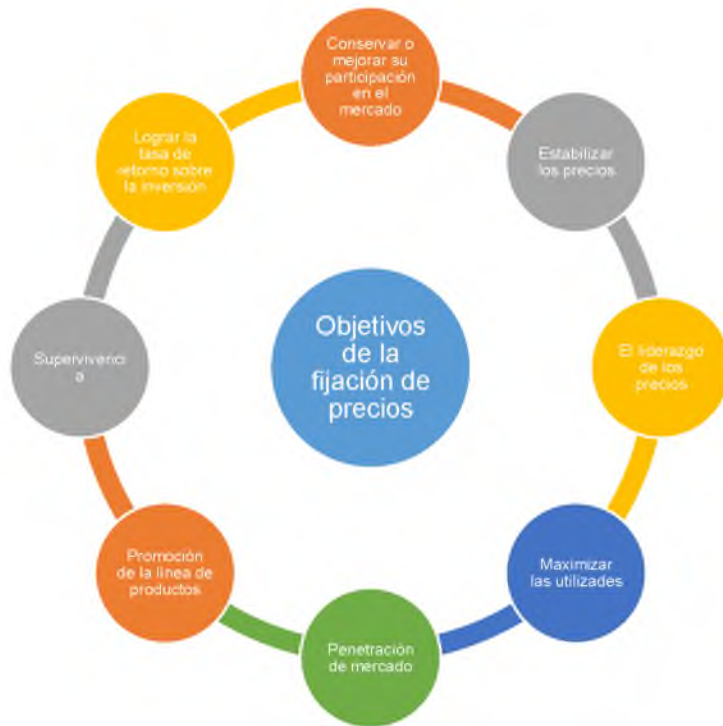 Conservar o
mejorar su
participación
en el
mercado
Estabilizar
los precios
El liderazgo
de los
precios
Maximizar
las utilizades
Penetración
de mercado
Promoción
de la línea de
productos
Supervivenci
a
Lograr la
tasa de
retorno sobre
la inversión
Objetivos
de la
fijación de
precios